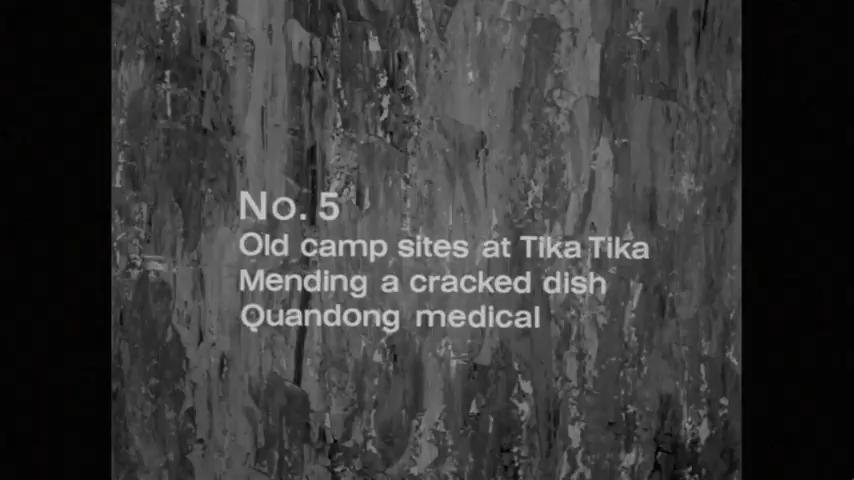 No. 5
Old camp sites at Tika Tika
Mending a cracked dish
Quandong medical